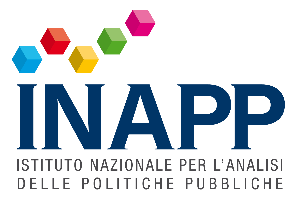 INAPP
ISTITUTO NAZIONALE PER L'ANALISI
DELLE POLITICHE PUBBLICHE